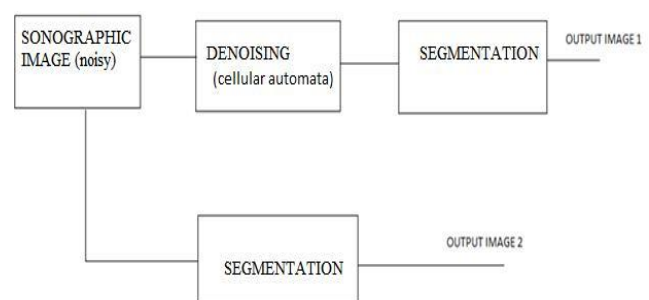 SONOGRAPHIC
IMAGE (noisy)
DENOISING
(cellular automata)
SEGMENTATION
OUTPUT IMAGE 1
SEGMENTATION
OUTPUT IMAGE 2